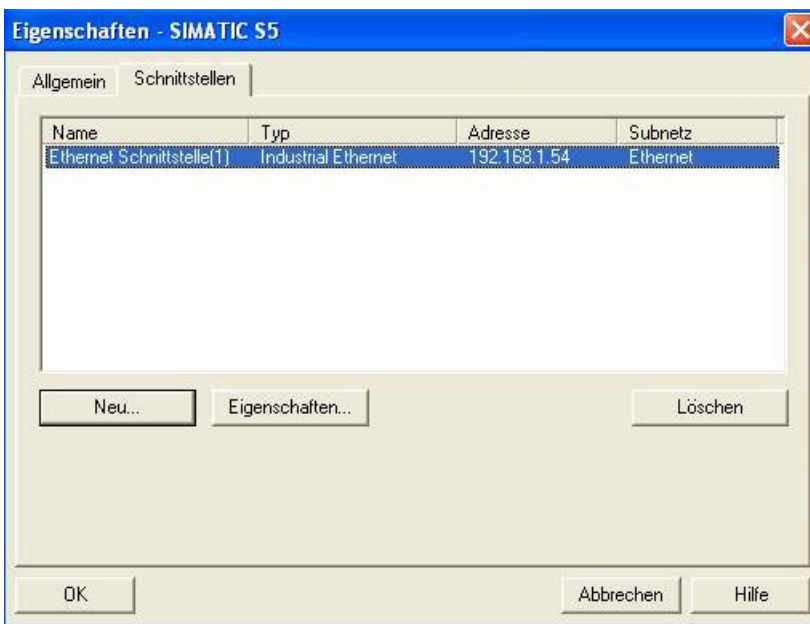 Eigenschaften - SIMATIC S5
Allgemein Schnittstellen
Name Typ Adresse Subnetz
Ethernet Schnittstelle(1) Industrial Ethernet 192.168.1.54 Ethernet
Neu... Eigenschaften... Löschen
OK Abbrechen Hilfe